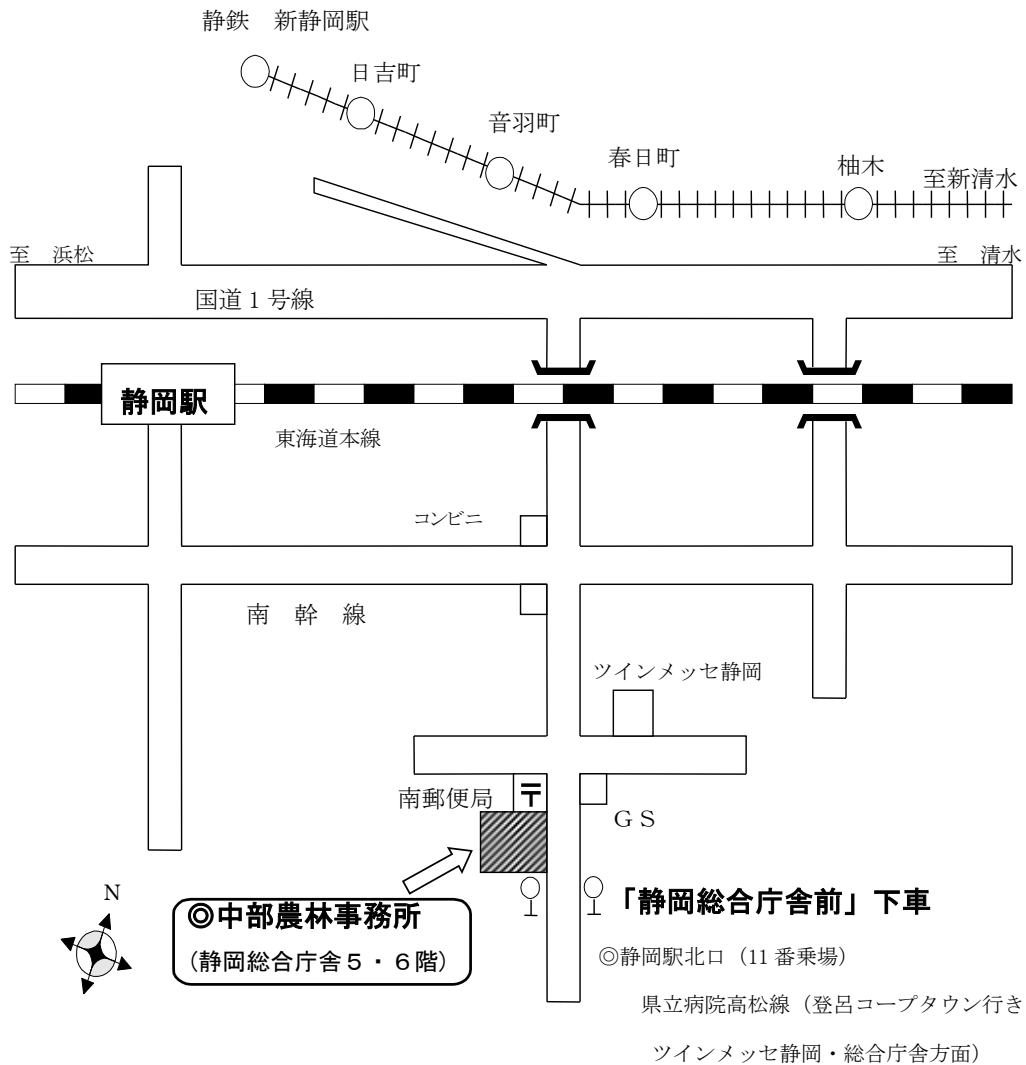 静鉄　新静岡駅
日吉町
音羽町
春日町
柚木
至新清水
至　浜松
至　清水
国道1号線
静岡駅
東海道本線
コンビニ
南　幹　線
ツインメッセ静岡
南郵便局
〒
ＧＳ
N
◎中部農林事務所
(静岡総合庁舎５・６階)
「静岡総合庁舎前」下車
◎静岡駅北口（11番乗場）
県立病院高松線（登呂コープタウン行き
ツインメッセ静岡・総合庁舎方面）